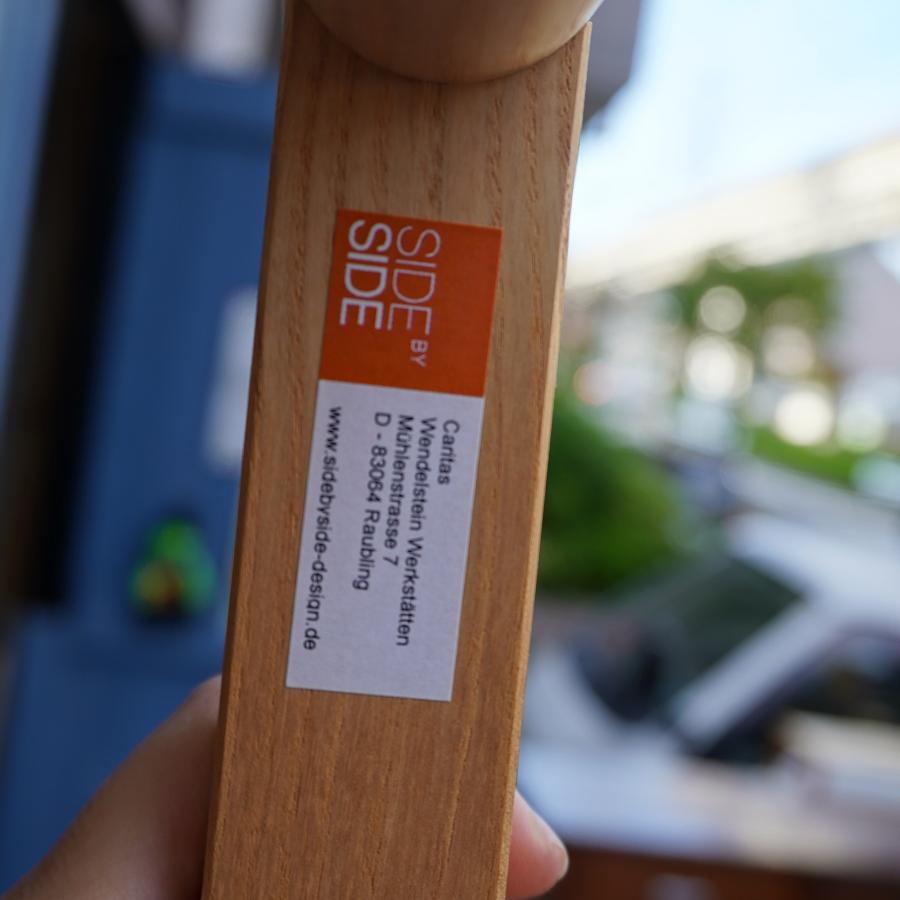 SIDE BY
SIDE
Caritas
Wendelstein Werkstätten
Mühlenstrasse 7
D - 83064 Raubling
www.sidebyside-design.de